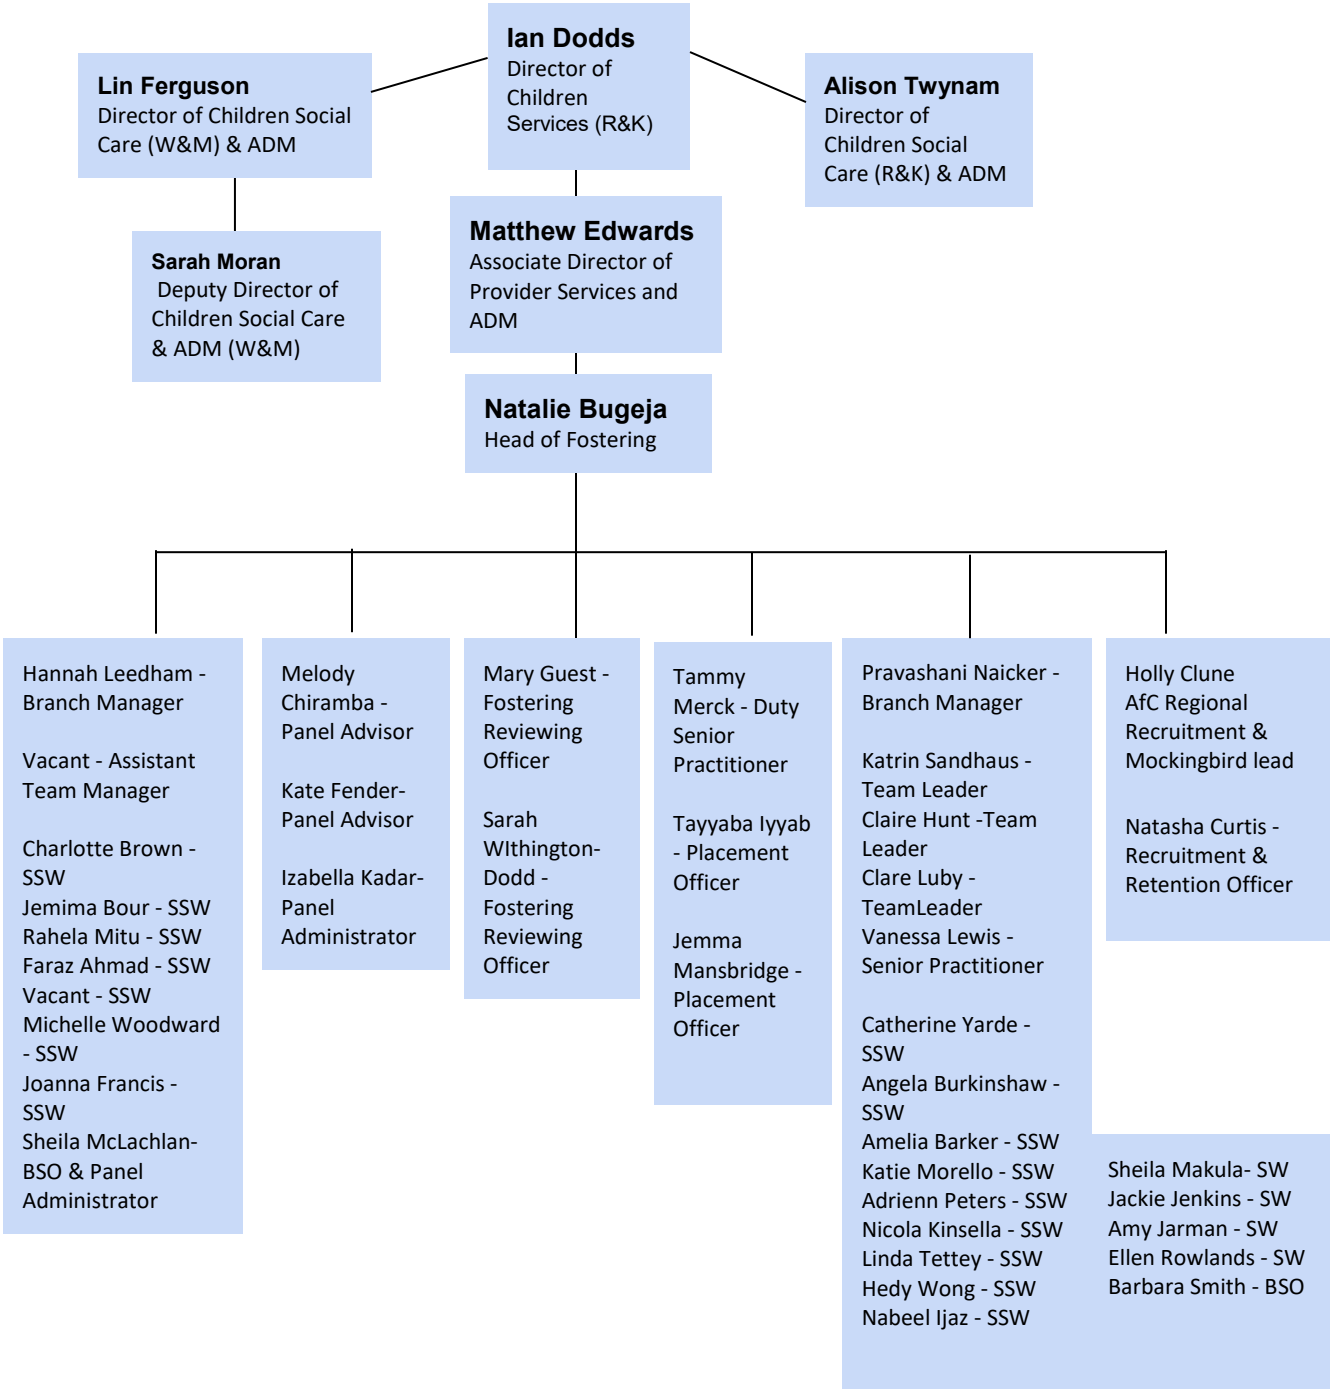 Ian Dodds
Director of
Children
Services (R&K)
Lin Ferguson
Director of Children Social
Care (W&M) & ADM
Alison Twynam
Director of
Children Social
Care (R&K) & ADM
Sarah Moran
Deputy Director of
Children Social Care
& ADM (W&M)
Matthew Edwards
Associate Director of
Provider Services and
ADM
Natalie Bugeja
Head of Fostering
Hannah Leedham -
Branch Manager
Vacant - Assistant
Team Manager
Charlotte Brown -
SSW
Jemima Bour - SSW
Rahela Mitu - SSW
Faraz Ahmad - SSW
Vacant - SSW
Michelle Woodward
- SSW
Joanna Francis -
SSW
Sheila McLachlan-
BSO & Panel
Administrator
Melody
Chiramba -
Panel Advisor
Kate Fender-
Panel Advisor
Izabella Kadar-
Panel
Administrator
Mary Guest -
Fostering
Reviewing
Officer
Sarah
WIthington-
Dodd -
Fostering
Reviewing
Officer
Tammy
Merck - Duty
Senior
Practitioner
Tayyaba Iyyab
- Placement
Officer
Jemma
Mansbridge -
Placement
Officer
Pravashani Naicker -
Branch Manager
Katrin Sandhaus -
Team Leader
Claire Hunt -Team
Leader
Clare Luby -
TeamLeader
Vanessa Lewis -
Senior Practitioner
Catherine Yarde -
SSW
Angela Burkinshaw -
SSW
Amelia Barker - SSW
Katie Morello - SSW
Adrienn Peters - SSW
Nicola Kinsella - SSW
Linda Tettey - SSW
Hedy Wong - SSW
Nabeel Ijaz - SSW
Holly Clune
AfC Regional
Recruitment &
Mockingbird lead
Natasha Curtis -
Recruitment &
Retention Officer
Sheila Makula- SW
Jackie Jenkins - SW
Amy Jarman - SW
Ellen Rowlands - SW
Barbara Smith - BSO